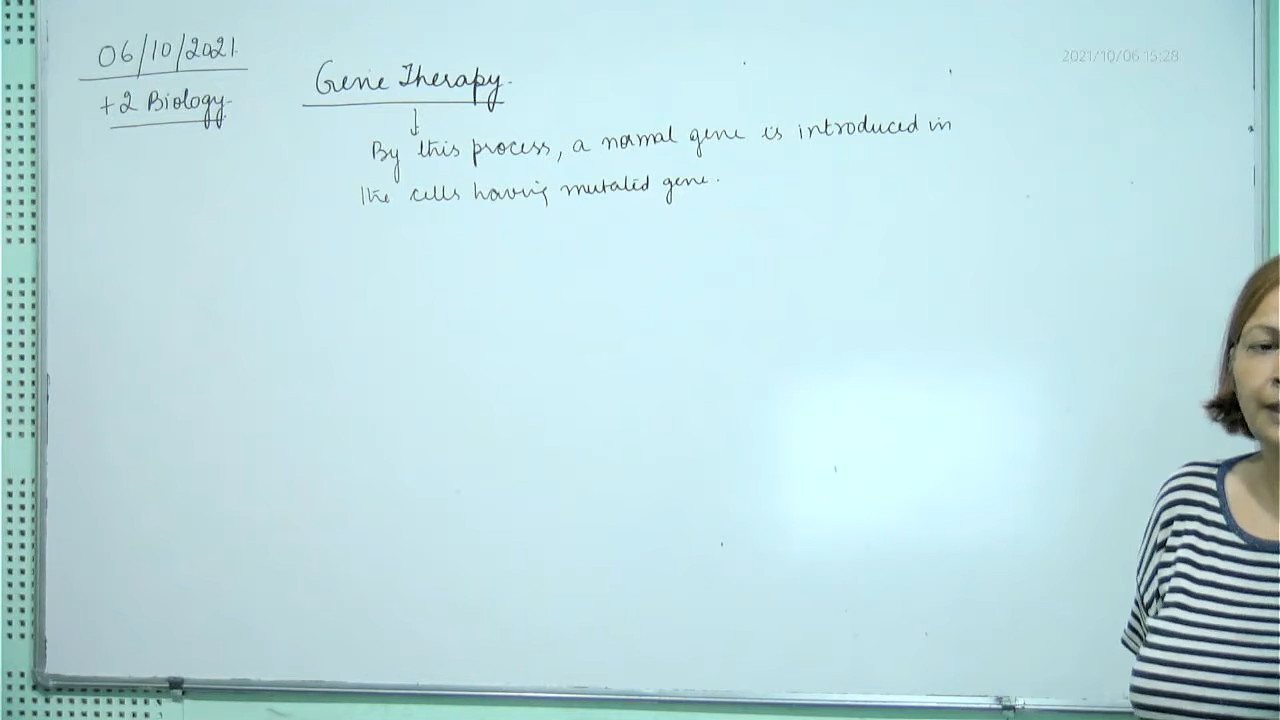 06/10/2021.
+2 Biology
Gene Therapy.
2021/10/06 15:28
↓
By this process, a normal gene is introduced in
the cells having mutated gene.